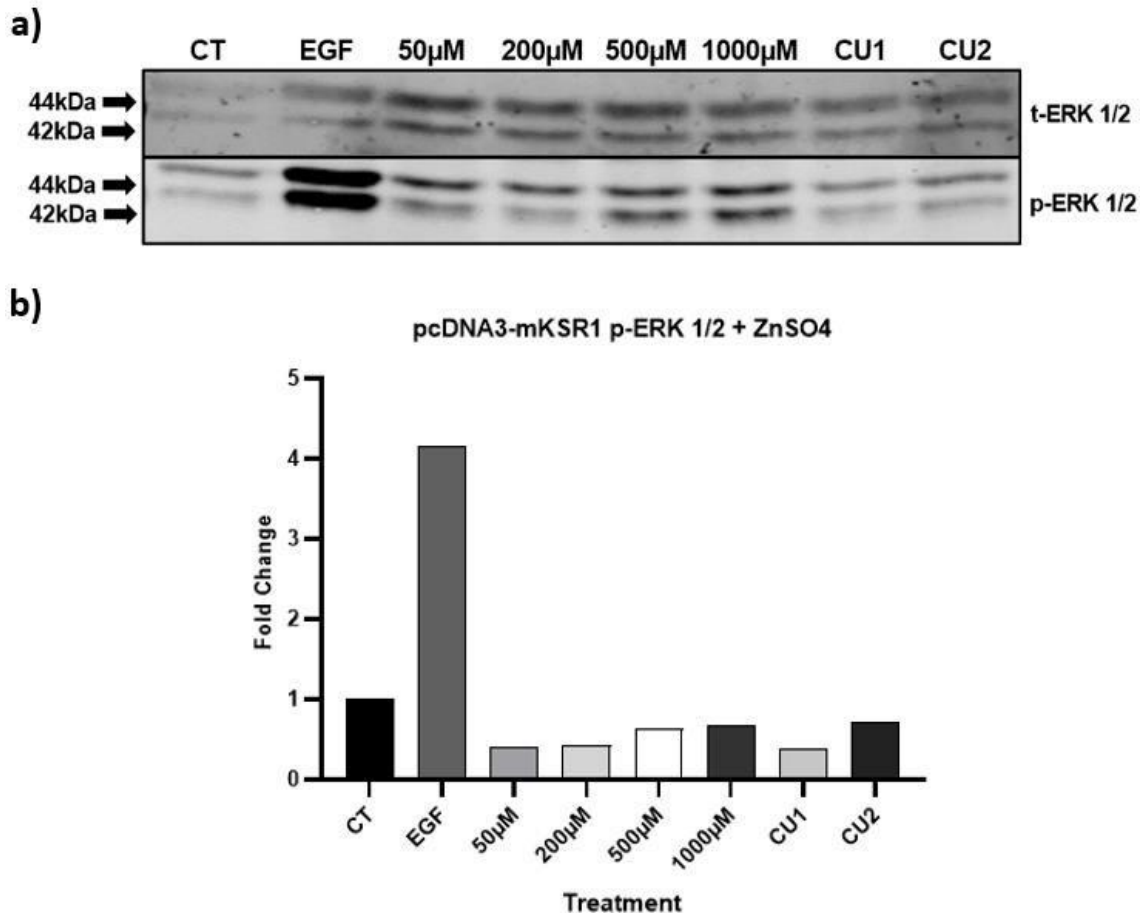 a)
CT EGF 50µM 200µM 500µM 1000µM CU1 CU2
44kDa
42kDa
t-ERK 1/2
44kDa
42kDa
p-ERK 1/2
b)
pcDNA3-mKSR1 p-ERK 1/2 + ZnSO4
Fold Change
5
4
3
2
1
0
CT EGF 50µM 200µM 500µM 1000µM CU1 CU2
Treatment